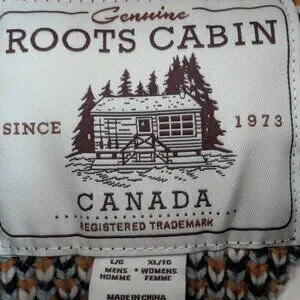 Genuine
ROOTS CABIN
SINCE 1973
CANADA
REGISTERED TRADEMARK
L/G XL/TG
MENS • WOMENS
HOMME FEMME
MADE IN CHINA